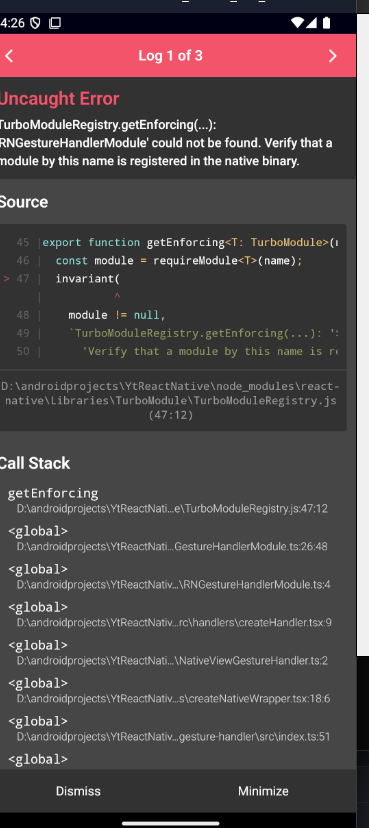 4:26
Log 1 of 3
Uncaught Error
TurboModuleRegistry.getEnforcing(...):
'RNGestureHandlerModule' could not be found. Verify that a
module by this name is registered in the native binary.
Source
45 |export function getEnforcing<T: TurboModule>(
46 | const module = requireModule<T>(name);
> 47 | invariant(
| ^
48 | module != null,
49 | `TurboModuleRegistry.getEnforcing(...): '
50 | 'Verify that a module by this name is
D:\androidprojects\YtReactNative\node_modules\react-
native\Libraries\TurboModule\TurboModuleRegistry.js
(47:12)
Call Stack
getEnforcing
D:\androidprojects\YtReactNati...e\TurboModuleRegistry.js:47:12
<global>
D:\androidprojects\YtReactNati...GestureHandlerModule.ts:26:48
<global>
D:\androidprojects\YtReactNativ...\RNGestureHandlerModule.ts:4
<global>
D:\androidprojects\YtReactNativ...rc\handlers\createHandler.tsx:9
<global>
D:\androidprojects\YtReactNati...\NativeViewGestureHandler.ts:2
<global>
D:\androidprojects\YtReactNativ...s\createNativeWrapper.tsx:18:6
<global>
D:\androidprojects\YtReactNativ...gesture-handler\src\index.ts:51
<global>
Dismiss
Minimize